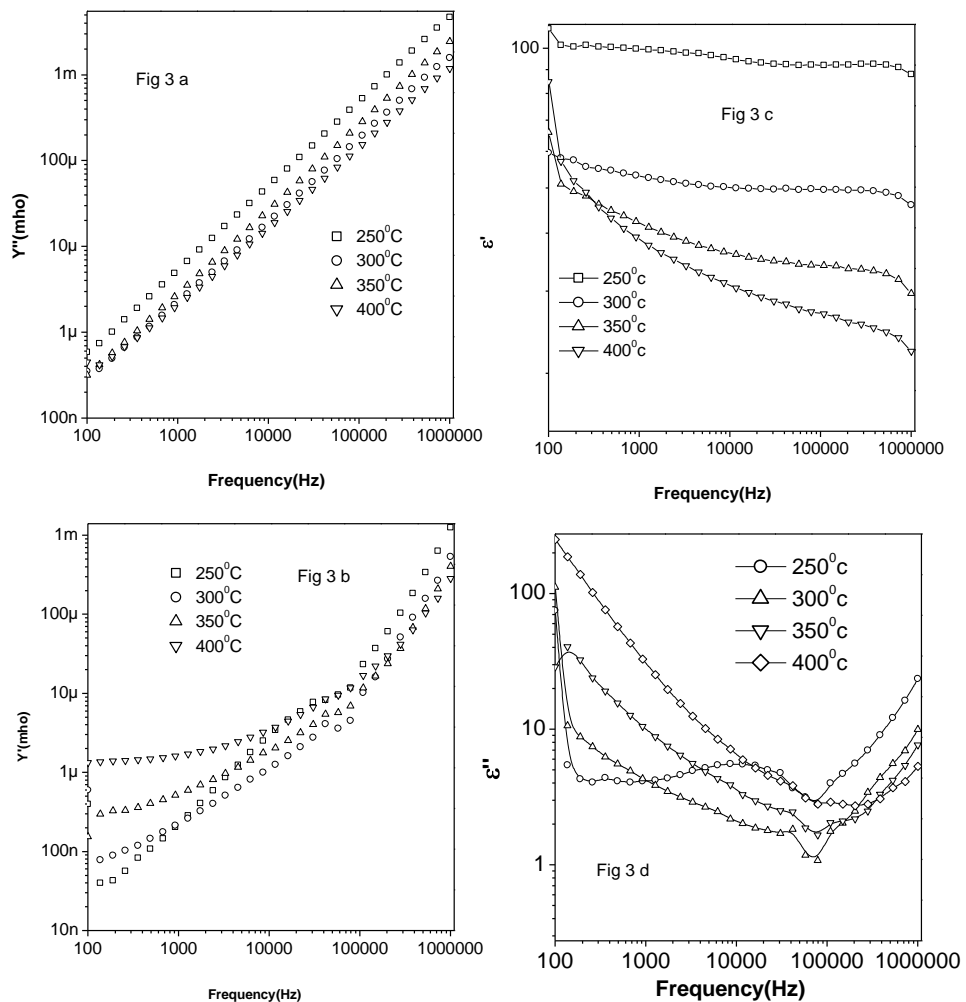 1m
100µ
10µ
1µ
100n
Y''(mho)
Fig 3 a
250⁰C
300⁰C
350⁰C
400⁰C
100 1000 10000 100000 1000000
Frequency(Hz)
100
ε'
Fig 3 c
250⁰c
300⁰c
350⁰c
400⁰c
100 1000 10000 100000 1000000
Frequency(Hz)
1m
100µ
10µ
1µ
100n
10n
Y'(mho)
Fig 3 b
250⁰C
300⁰C
350⁰C
400⁰C
100 1000 10000 100000 1000000
Frequency(Hz)
100
10
1
ε''
Fig 3 d
250⁰c
300⁰c
350⁰c
400⁰c
100 1000 10000 100000 1000000
Frequency(Hz)